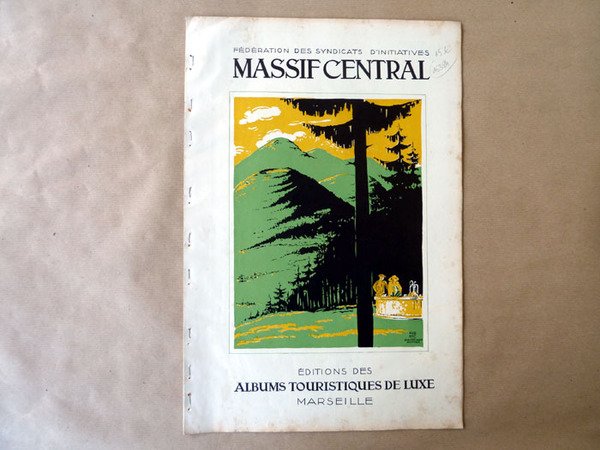 FÉDÉRATION DES SYNDICATS D'INITIATIVES
MASSIF CENTRAL
ÉDITIONS DES
ALBUMS TOURISTIQUES DE LUXE
MARSEILLE